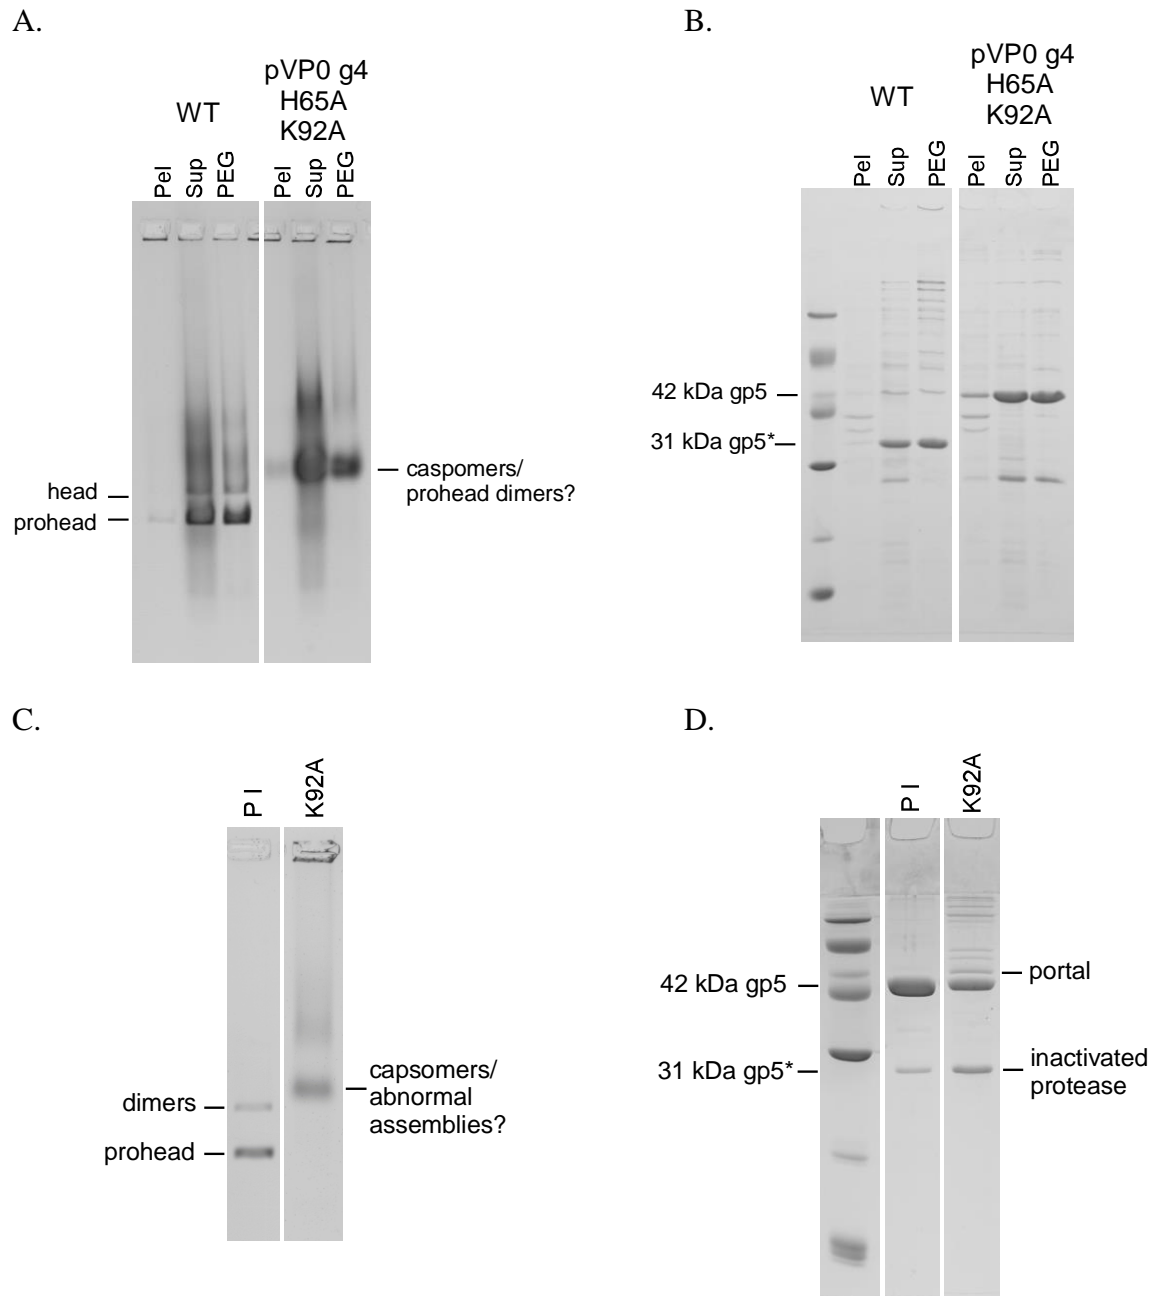 A.
WT
pVP0 g4
H65A
K92A
Pel
Sup
PEG
Pel
Sup
PEG
head
prohead
caspomers/
prohead dimers?
B.
WT
pVP0 g4
H65A
K92A
Pel
Sup
PEG
Pel
Sup
PEG
42 kDa gp5
31 kDa gp5*
C.
P I
K92A
dimers
prohead
capsomers/
abnormal
assemblies?
D.
P I
K92A
42 kDa gp5
31 kDa gp5*
portal
inactivated
protease